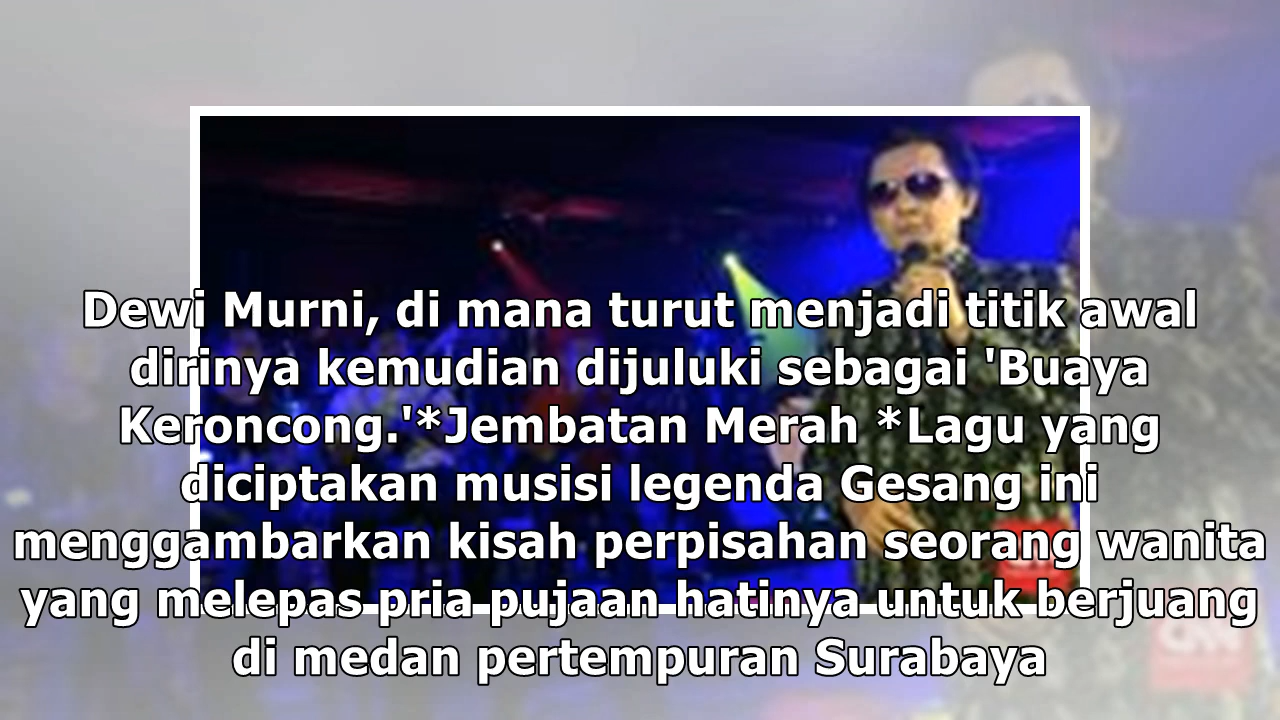 Dewi Murni, di mana turut menjadi titik awal
dirinya kemudian dijuluki sebagai 'Buaya
Keroncong.'*Jembatan Merah *Lagu yang
diciptakan musisi legenda Gesang ini
menggambarkan kisah perpisahan seorang wanita
yang melepas pria pujaan hatinya untuk berjuang
di medan pertempuran Surabaya